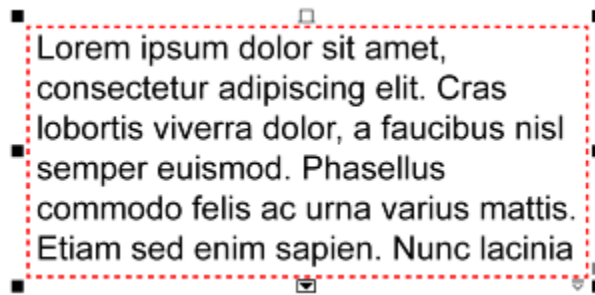 Lorem ipsum dolor sit amet,
consectetur adipiscing elit. Cras
lobortis viverra dolor, a faucibus nisl
semper euismod. Phasellus
commodo felis ac urna varius mattis.
Etiam sed enim sapien. Nunc lacinia